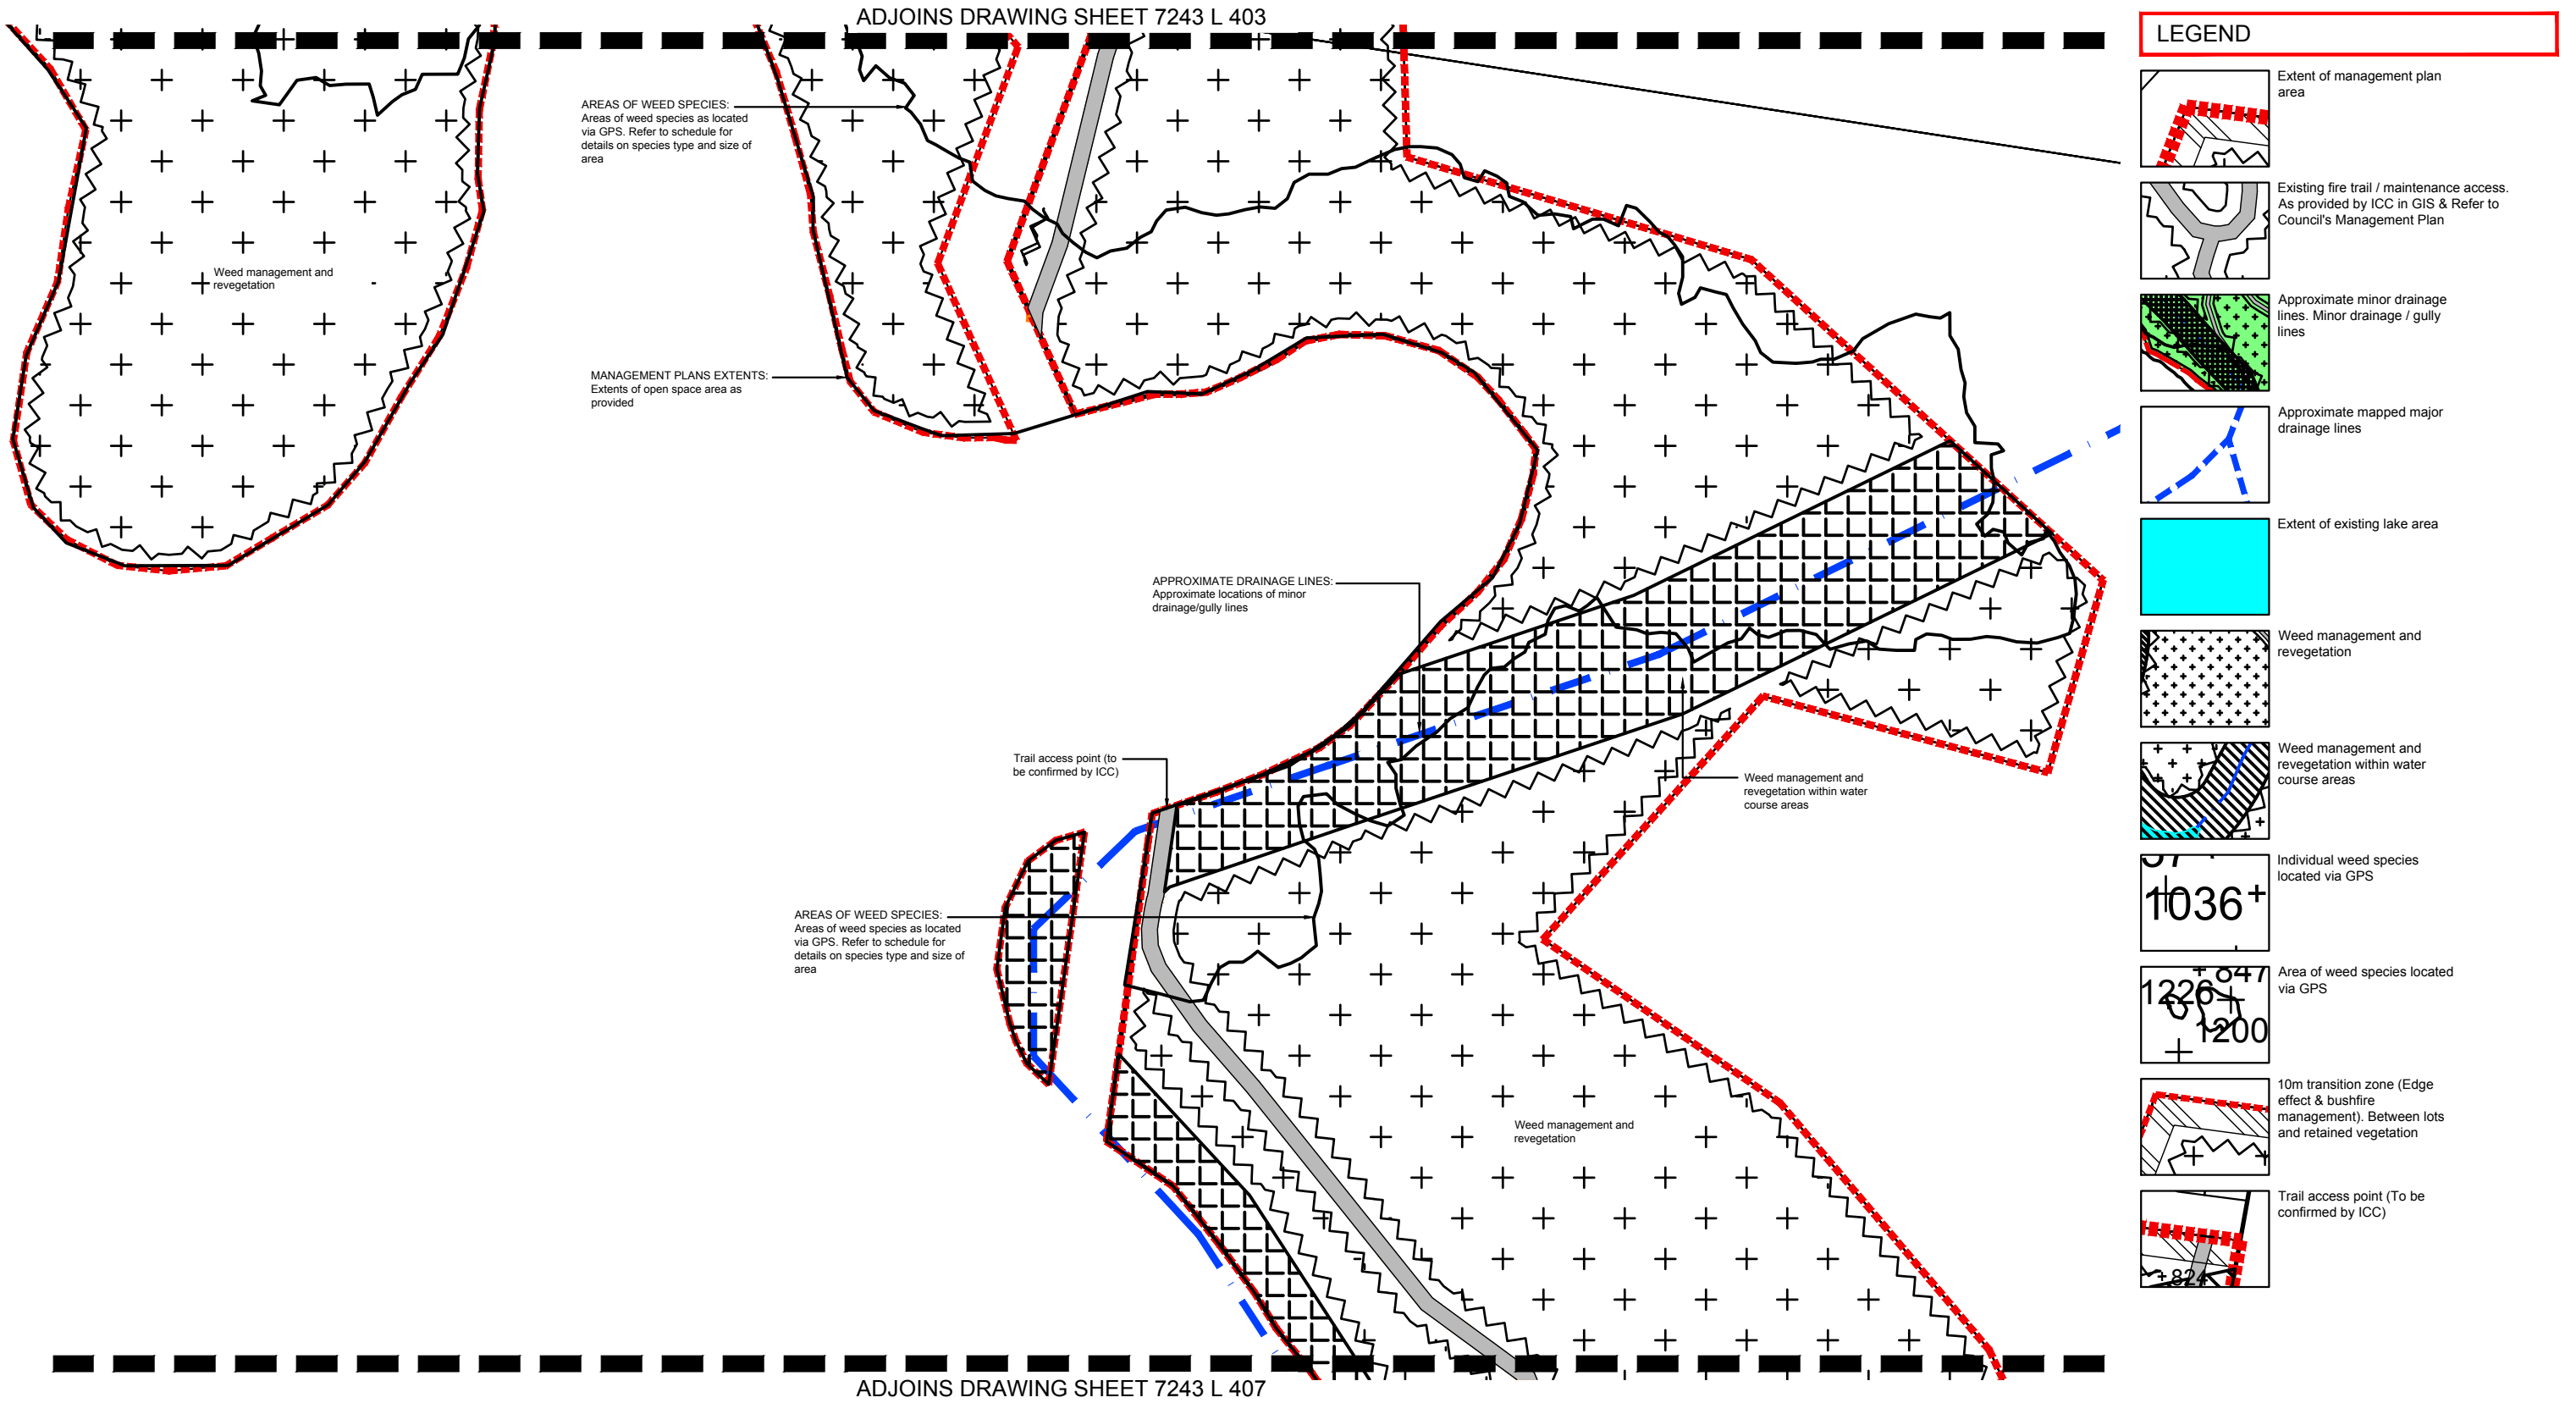 ADJOINS DRAWING SHEET 7243 L 403
AREAS OF WEED SPECIES:
Areas of weed species as located
via GPS. Refer to schedule for
details on species type and size of
area
Weed management and
revegetation
MANAGEMENT PLANS EXTENTS:
Extents of open space area as
provided
APPROXIMATE DRAINAGE LINES:
Approximate locations of minor
drainage/gully lines
Trail access point (to
be confirmed by ICC)
Weed management and
revegetation within water
course areas
AREAS OF WEED SPECIES:
Areas of weed species as located
via GPS. Refer to schedule for
details on species type and size of
area
Weed management and
revegetation
ADJOINS DRAWING SHEET 7243 L 407
LEGEND
Extent of management plan
area
Existing fire trail / maintenance access.
As provided by ICC in GIS & Refer to
Council's Management Plan
Approximate minor drainage
lines. Minor drainage / gully
lines
Approximate mapped major
drainage lines
Extent of existing lake area
Weed management and
revegetation
Weed management and
revegetation within water
course areas
1036
Individual weed species
located via GPS
847
1226
1200
Area of weed species located
via GPS
10m transition zone (Edge
effect & bushfire
management). Between lots
and retained vegetation
824
Trail access point (To be
confirmed by ICC)